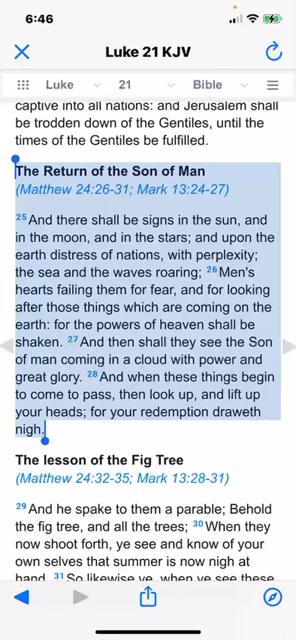 6:46
Luke 21 KJV
Luke 21 Bible
captive into all nations: and Jerusalem shall
be trodden down of the Gentiles, until the
times of the Gentiles be fulfilled.
The Return of the Son of Man
(Matthew 24:26-31; Mark 13:24-27)
25 And there shall be signs in the sun, and
in the moon, and in the stars; and upon the
earth distress of nations, with perplexity;
the sea and the waves roaring; 26 Men's
hearts failing them for fear, and for looking
after those things which are coming on the
earth: for the powers of heaven shall be
shaken. 27 And then shall they see the Son
of man coming in a cloud with power and
great glory. 28 And when these things begin
to come to pass, then look up, and lift up
your heads; for your redemption draweth
nigh.
The lesson of the Fig Tree
(Matthew 24:32-35; Mark 13:28-31)
29 And he spake to them a parable; Behold
the fig tree, and all the trees; 30 When they
now shoot forth, ye see and know of your
own selves that summer is now nigh at
hand. 31 So likewise ye, when ye see these